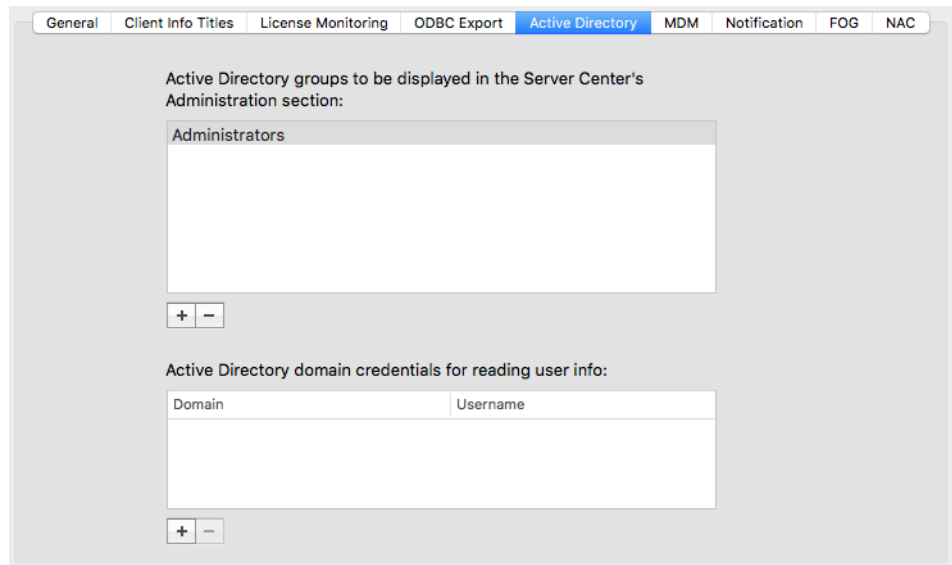 General Client Info Titles License Monitoring ODBC Export Active Directory MDM Notification FOG NAC
Active Directory groups to be displayed in the Server Center's
Administration section:
Administrators
+ −
Active Directory domain credentials for reading user info:
Domain Username
+ −